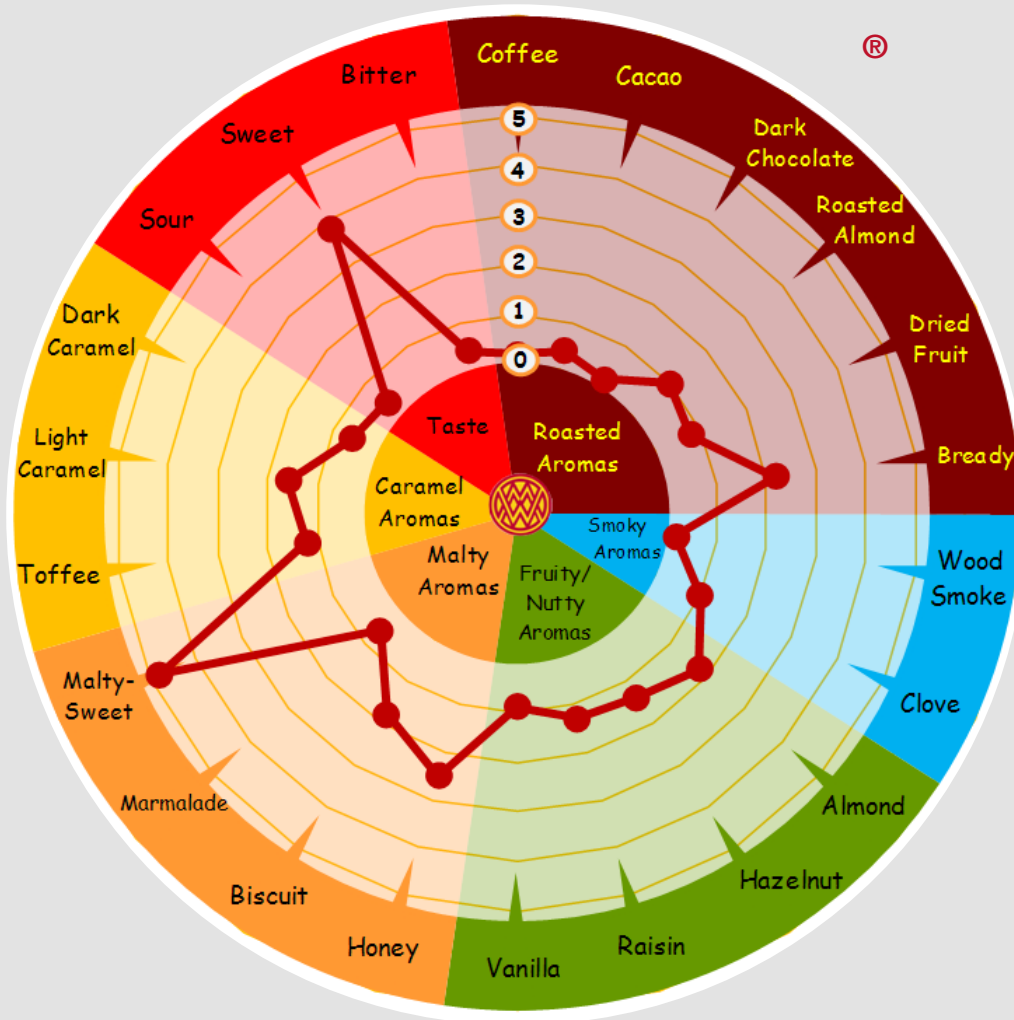 ®
Coffee
Cacao
Dark
Chocolate
Roasted
Almond
Dried
Fruit
Bready
Wood
Smoke
Clove
Almond
Hazelnut
Raisin
Vanilla
Honey
Biscuit
Marmalade
Malty-
Sweet
Toffee
Light
Caramel
Dark
Caramel
Sour
Sweet
Bitter
5
4
3
2
1
0
Taste
Roasted
Aromas
Smoky
Aromas
Fruity/
Nutty
Aromas
Malty
Aromas
Caramel
Aromas